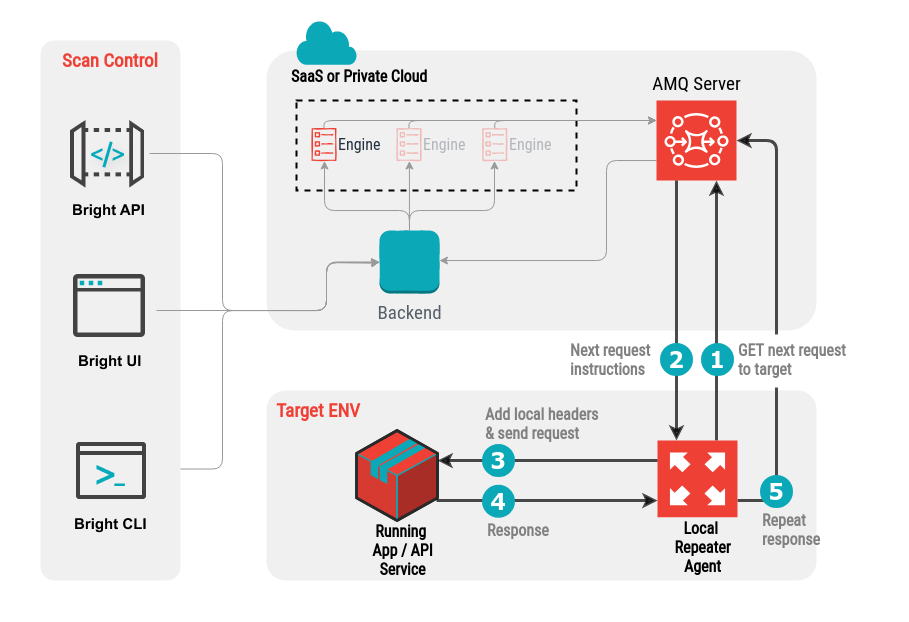 Scan Control
</>
Bright API
Bright UI
>_
Bright CLI
SaaS or Private Cloud
Engine
Engine
Engine
Backend
AMQ Server
Next request
instructions
2
1
GET next request
to target
Target ENV
Add local headers
& send request
3
4
Response
Running
App / API
Service
Local
Repeater
Agent
5
Repeat
response